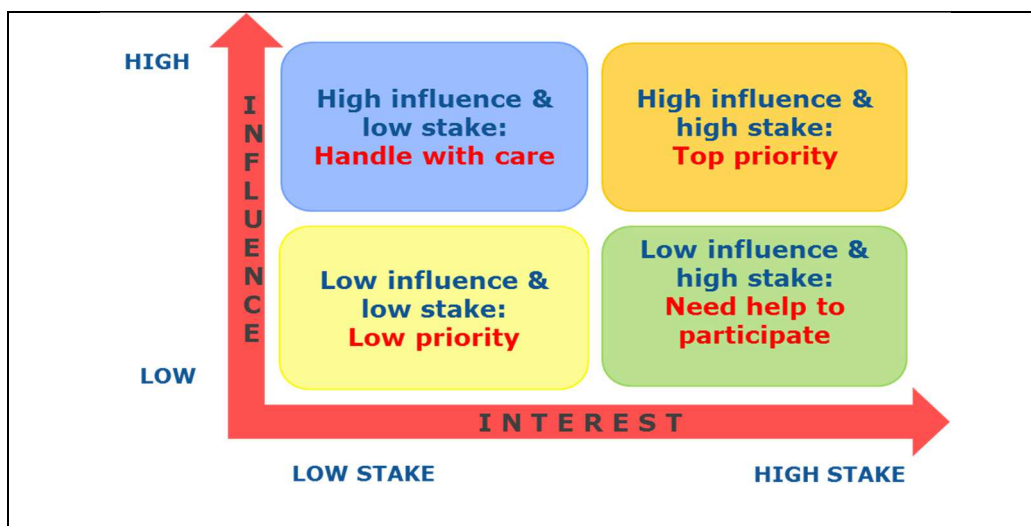 HIGH
INFLUENCE
High influence &
low stake:
Handle with care
High influence &
high stake:
Top priority
Low influence &
low stake:
Low priority
Low influence &
high stake:
Need help to
participate
LOW
INTEREST
LOW STAKE
HIGH STAKE